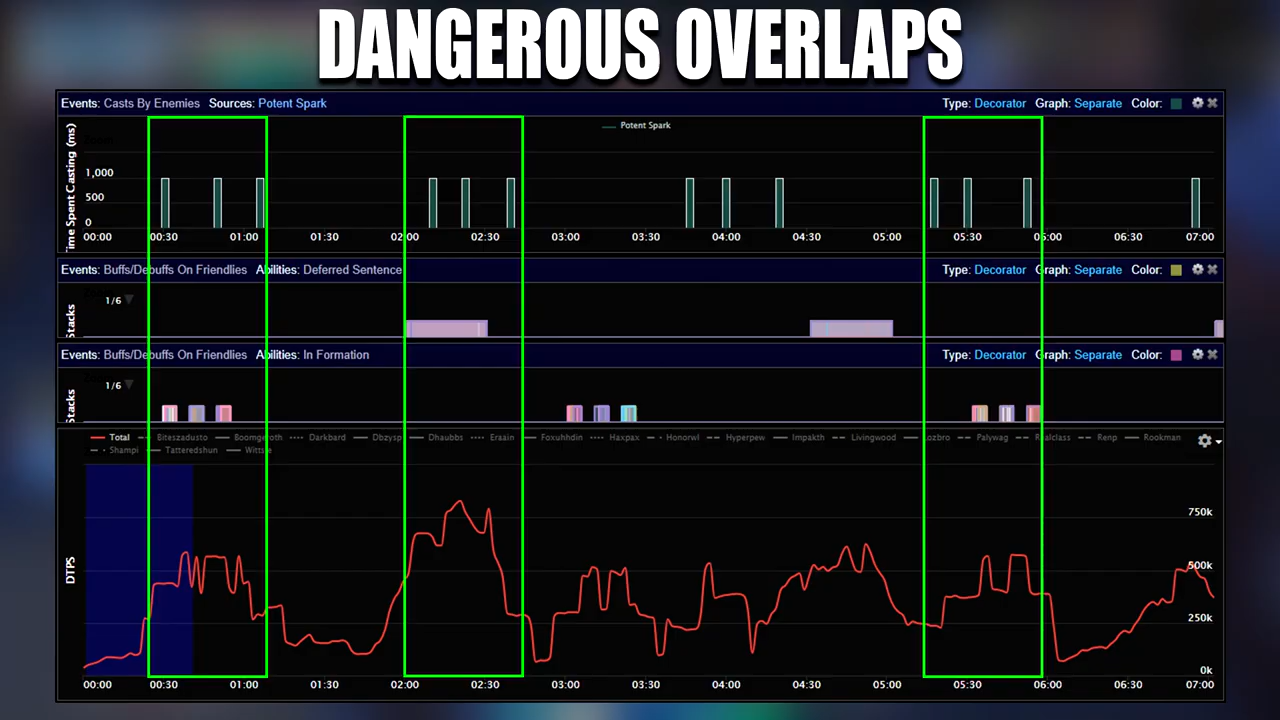 DANGEROUS OVERLAPS
Events: Casts By Enemies Sources: Potent Spark Type: Decorator Graph: Separate Color:
Potent Spark
Time Spent Casting (ms)
1,000
500
0
00:00 00:30 01:00 01:30 02:00 02:30 03:00 03:30 04:00 04:30 05:00 05:30 06:00 06:30 07:00
Events: Buffs/Debuffs On Friendlies Abilities: Deferred Sentence Type: Decorator Graph: Separate Color:
Stacks
1/6
Events: Buffs/Debuffs On Friendlies Abilities: In Formation Type: Decorator Graph: Separate Color:
Stacks
1/6
Total Biteszadusto Darkbard Dbzysp Dhaubbs Eraain Foxuhhdin Haxpax Honorwl Hyperpew Impakth Livingwood Palywag Renp Rookman
Shampi Tatteredshun
DTPS
750k
500k
250k
0k
00:00 00:30 01:00 01:30 02:00 02:30 03:00 03:30 04:00 04:30 05:00 05:30 06:00 06:30 07:00